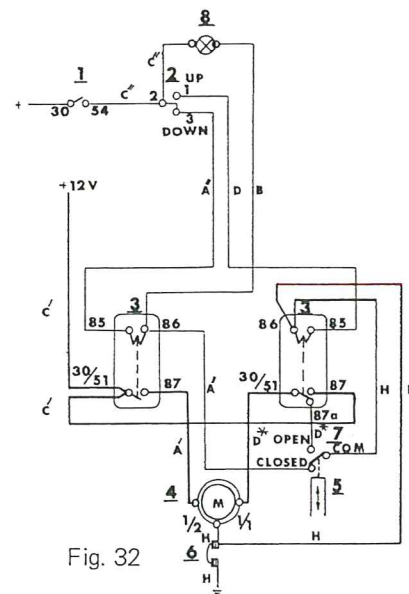 8
1
2 UP
C"
1
+
30
54
C"
2
3
DOWN
+12V
A"
D
B
C'
3
3
85
86
86
85
H
30/51
87
A'
30/51
87
87a
C'
A'
D* OPEN
D*
7
CLOSED
COM
4
M
5
1/2
1/1
H
H
6
H
Fig. 32